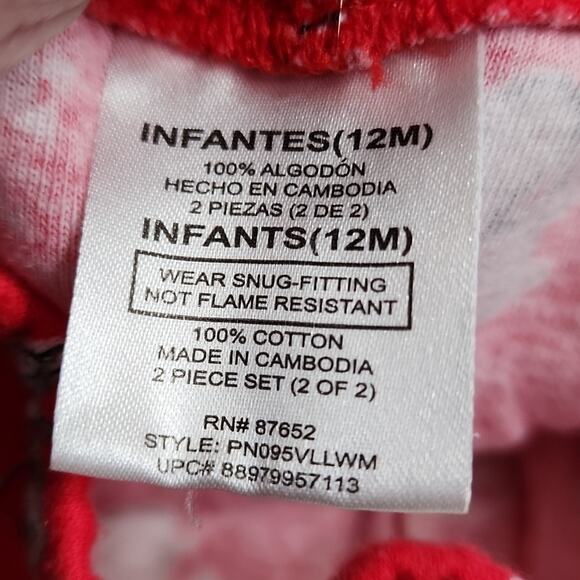 INFANTES(12M)
100% ALGODÓN
HECHO EN CAMBODIA
2 PIEZAS (2 DE 2)
INFANTS(12M)
WEAR SNUG-FITTING
NOT FLAME RESISTANT
100% COTTON
MADE IN CAMBODIA
2 PIECE SET (2 OF 2)
RN# 87652
STYLE: PN095VLLWM
UPC# 88979957113